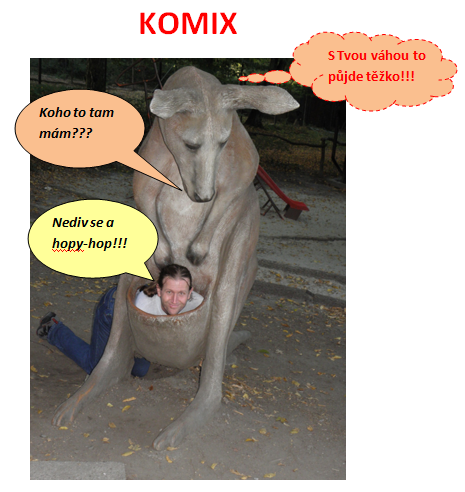 KOMIX
S Tvou váhou to
půjde těžko!!!
Koho to tam
mám???
Nediv se a
hopy-hop!!!